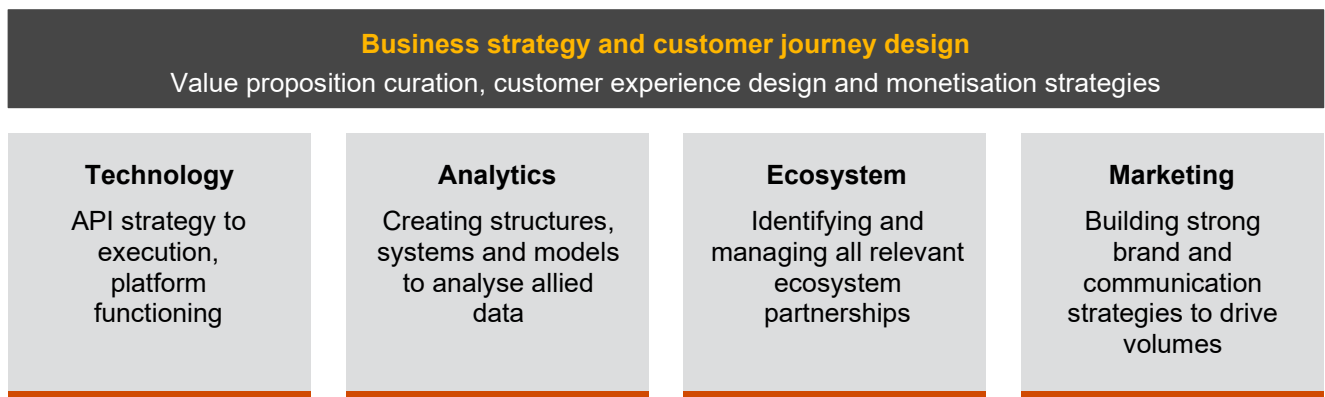 Business strategy and customer journey design
Value proposition curation, customer experience design and monetisation strategies
Technology
API strategy to
execution,
platform
functioning
Analytics
Creating structures,
systems and models
to analyse allied
data
Ecosystem
Identifying and
managing all relevant
ecosystem
partnerships
Marketing
Building strong
brand and
communication
strategies to drive
volumes